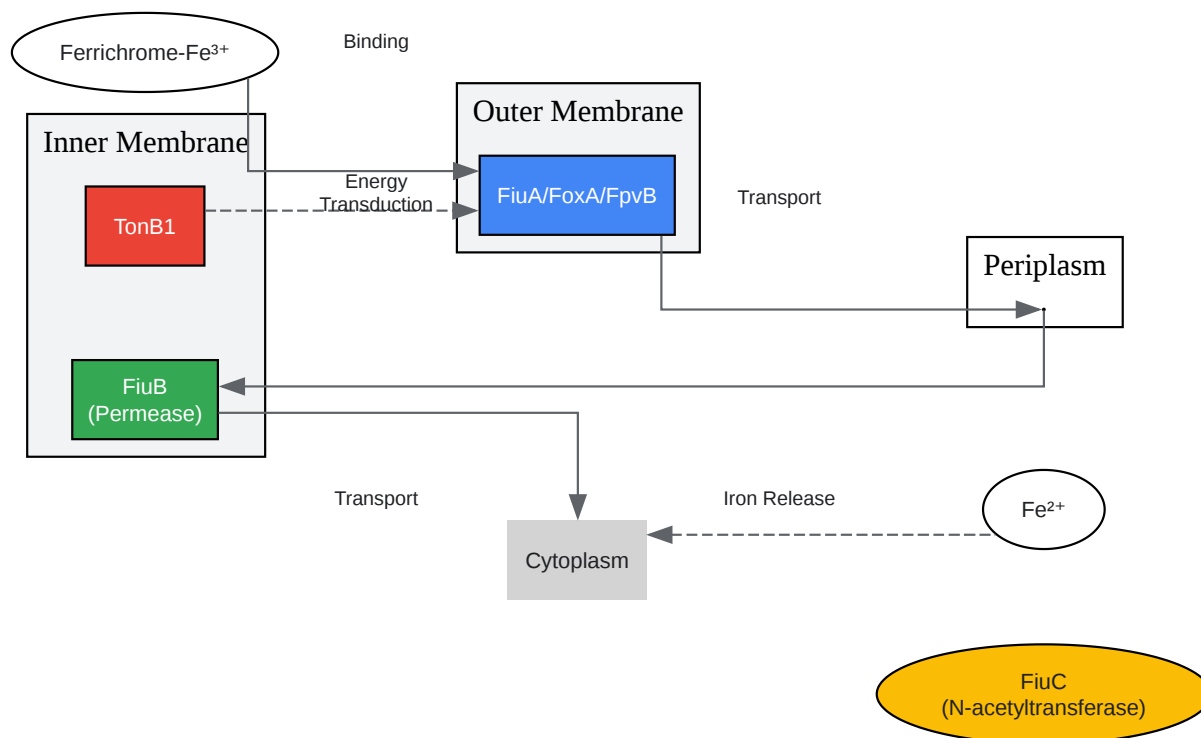 Ferrichrome-Fe³⁺
Binding
Inner Membrane
Outer Membrane
TonB1
Energy
Transduction
FiuA/FoxA/FpvB
Transport
Periplasm
FiuB
(Permease)
Transport
Iron Release
Fe²⁺
Cytoplasm
FiuC
(N-acetyltransferase)